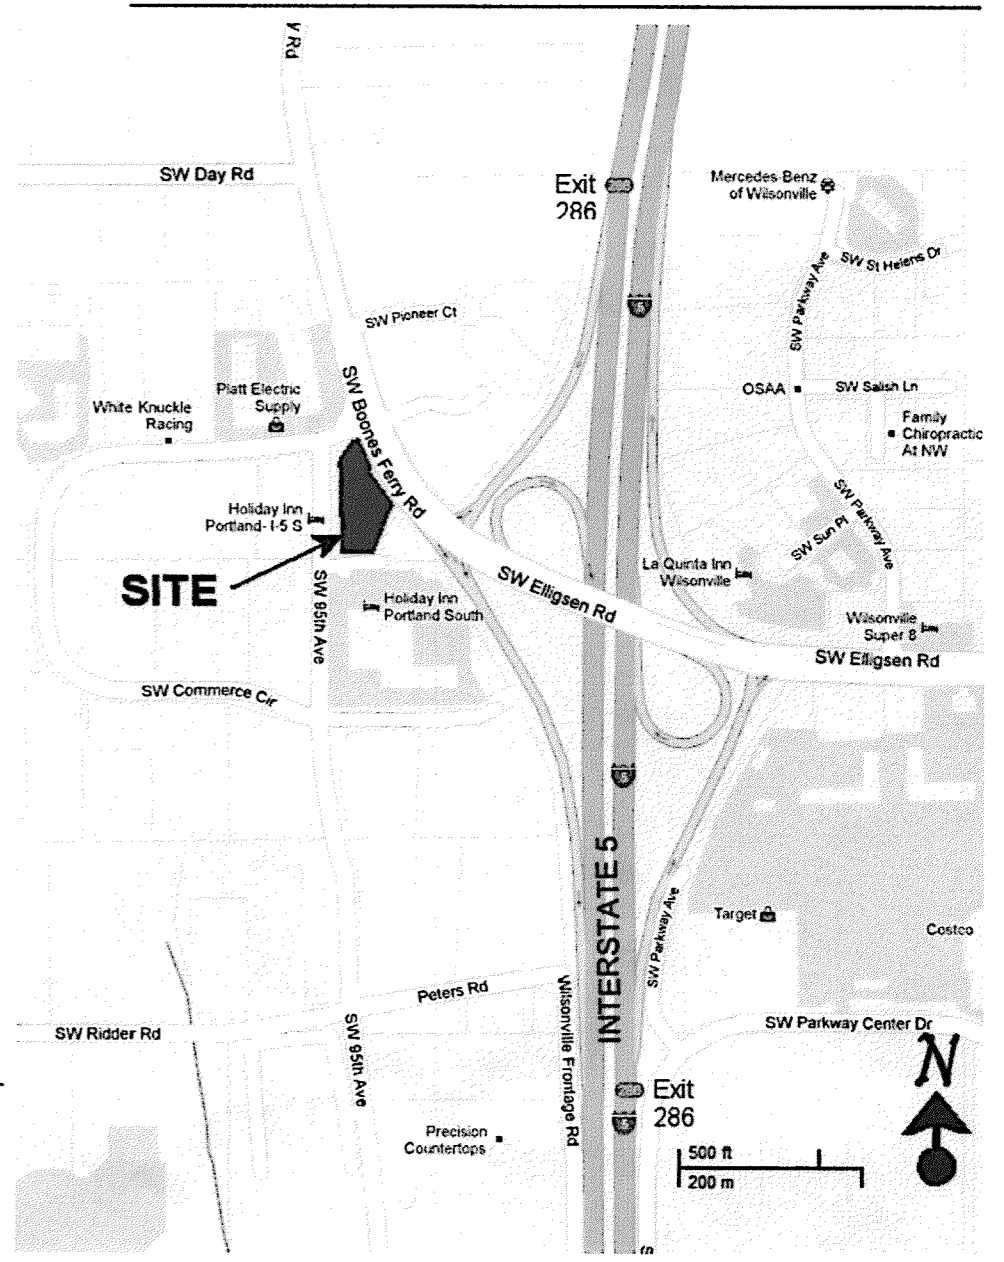 y Rd
SW Day Rd
Exit
286
Mercedes-Benz
of Wilsonville
SW St Helens Dr
SW Parkway Ave
5
SW Pioneer Ct
SW Boones Ferry Rd
Platt Electric
Supply
White Knuckle
Racing
OSAA
SW Salish Ln
Family
Chiropractic
At NW
SW Parkway Ave
SW Sun Pl
Holiday Inn
Portland- I-5 S
SITE
SW 95th Ave
Holiday Inn
Portland South
SW Elligsen Rd
La Quinta Inn
Wilsonville
Wilsonville
Super 8
SW Elligsen Rd
SW Commerce Cir
5
INTERSTATE 5
SW Parkway Ave
Target
Costco
Peters Rd
Wilsonville Frontage Rd
SW Ridder Rd
SW 95th Ave
SW Parkway Center Dr
N
Exit
286
5
Precision
Countertops
500 ft
200 m